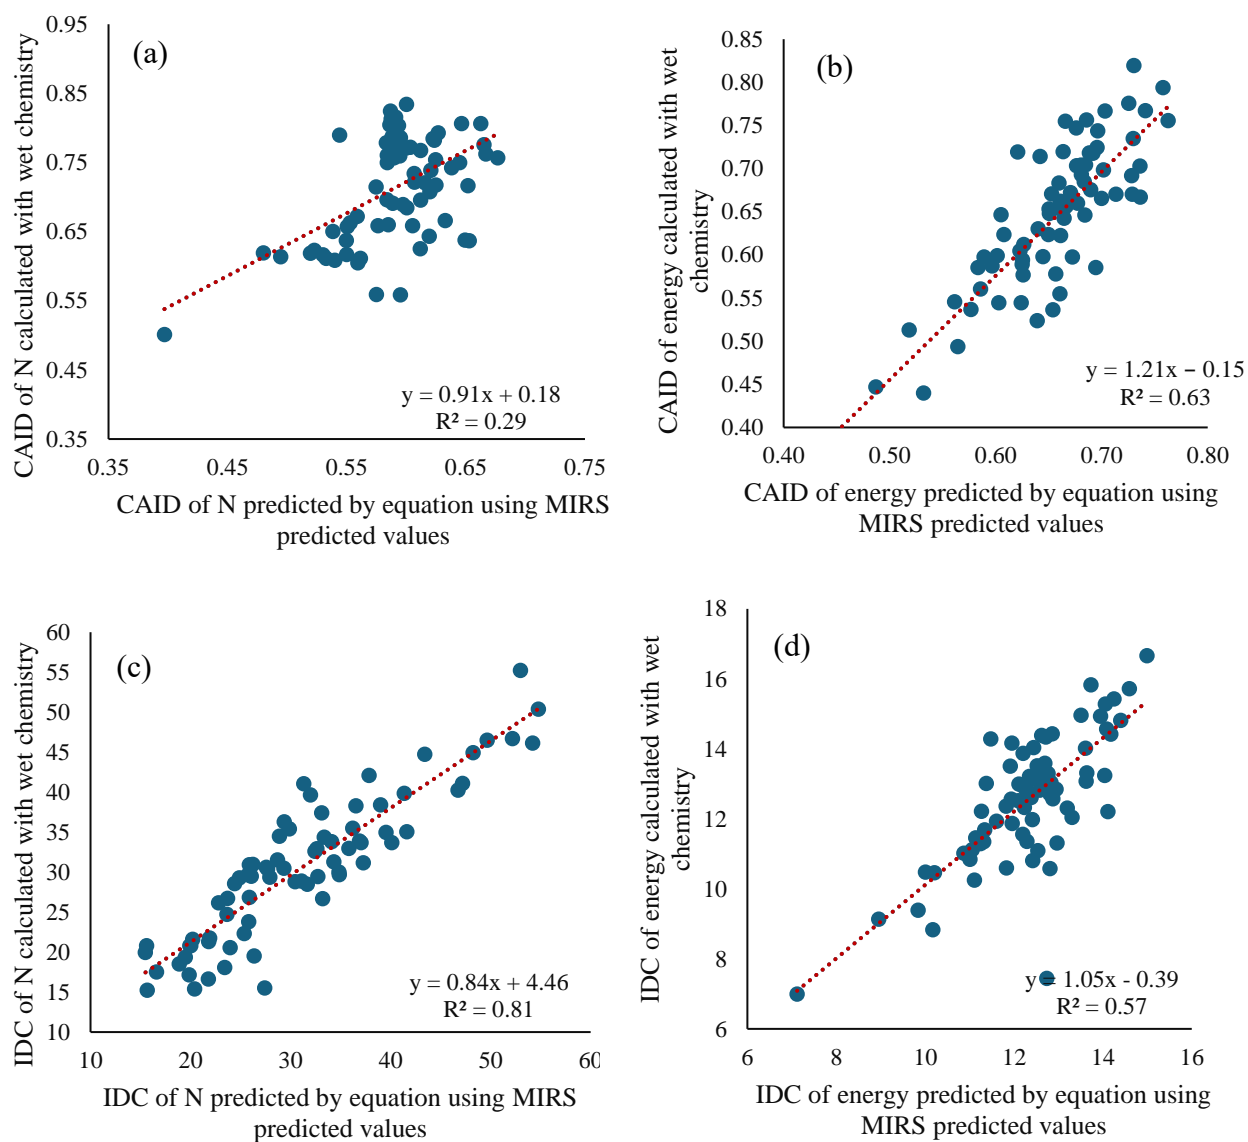 (a)
CAID of N calculated with wet chemistry
0.95
0.85
0.75
0.65
0.55
0.45
0.35
y = 0.91x + 0.18
R² = 0.29
0.35 0.45 0.55 0.65 0.75
CAID of N predicted by equation using MIRS
predicted values
(b)
CAID of energy calculated with wet
chemistry
0.85
0.80
0.75
0.70
0.65
0.60
0.55
0.50
0.45
0.40
y = 1.21x − 0.15
R² = 0.63
0.40 0.50 0.60 0.70 0.80
CAID of energy predicted by equation using
MIRS predicted values
(c)
IDC of N calculated with wet chemistry
60
55
50
45
40
35
30
25
20
15
10
y = 0.84x + 4.46
R² = 0.81
10 20 30 40 50 60
IDC of N predicted by equation using MIRS
predicted values
(d)
IDC of energy calculated with wet
chemistry
18
16
14
12
10
8
6
y = 1.05x - 0.39
R² = 0.57
6 8 10 12 14 16
IDC of energy predicted by equation using
MIRS predicted values